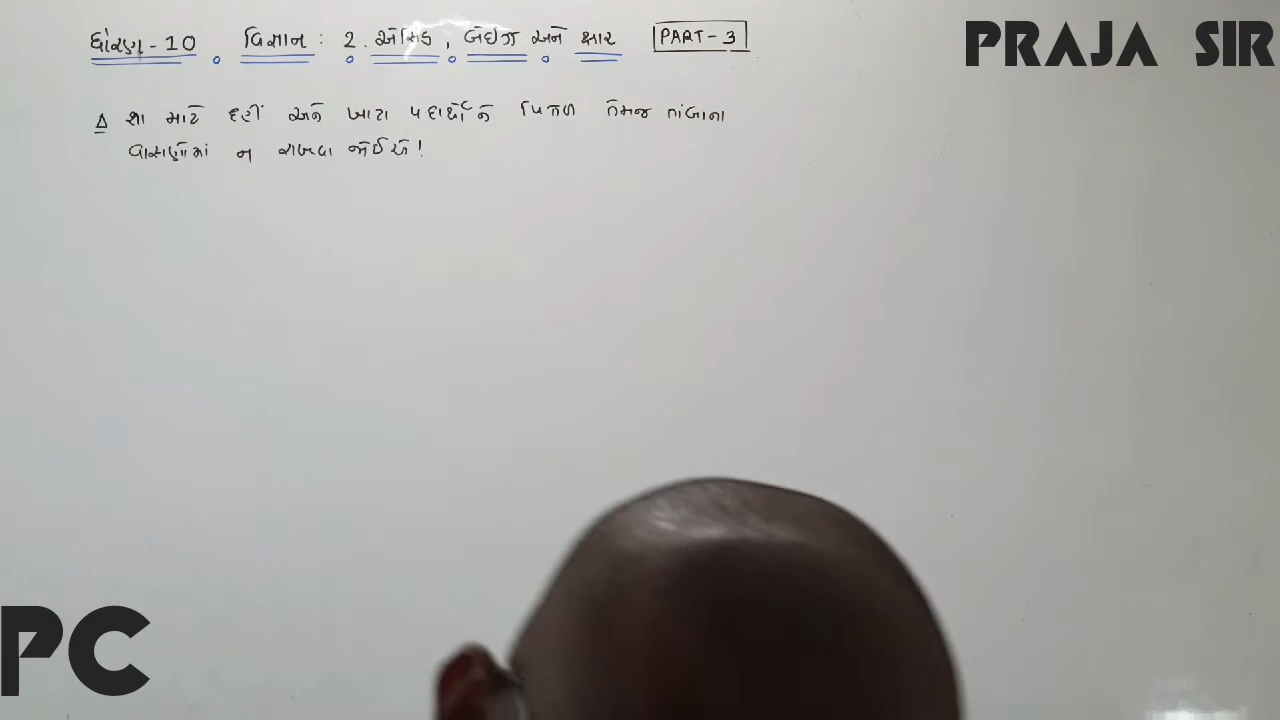 ધોરણ - 10 વિજ્ઞાન : 2. એસિડ , બેઇઝ અને ક્ષાર PART - 3
PRAJA SIR
Δ શા માટે દહીં અને ખાટા પદાર્થો ને પિત્તળ તેમજ તાંબાના
વાસણોમાં ન રાખવા જોઈએ !
PC